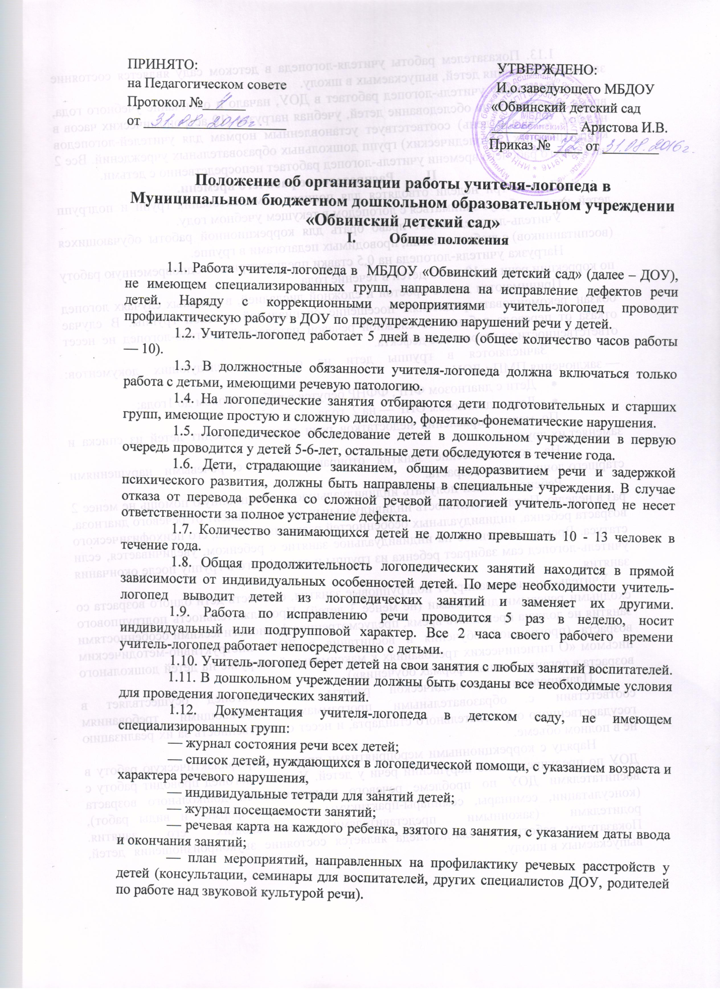 ПРИНЯТО:
на Педагогическом совете
Протокол №
от 31.08.2016г.
УТВЕРЖДЕНО:
И.о.заведующего МБДОУ
«Обвинский детский сад
Аристова И.В.
Приказ № от 31.08.2016г.
Положение об организации работы учителя-логопеда в
Муниципальном бюджетном дошкольном образовательном учреждении
«Обвинский детский сад»
I. Общие положения
1.1. Работа учителя-логопеда в МБДОУ «Обвинский детский сад» (далее – ДОУ),
не имеющем специализированных групп, направлена на исправление дефектов речи
детей. Наряду с коррекционными мероприятиями учитель-логопед проводит
профилактическую работу в ДОУ по предупреждению нарушений речи у детей.
1.2. Учитель-логопед работает 5 дней в неделю (общее количество часов работы
— 10).
1.3. В должностные обязанности учителя-логопеда должна включаться только
работа с детьми, имеющими речевую патологию.
1.4. На логопедические занятия отбираются дети подготовительных и старших
групп, имеющие простую и сложную дислалию, фонетико-фонематические нарушения.
1.5. Логопедическое обследование детей в дошкольном учреждении в первую
очередь проводится у детей 5-6-лет, остальные дети обследуются в течение года.
1.6. Дети, страдающие заиканием, общим недоразвитием речи и задержкой
психического развития, должны быть направлены в специальные учреждения. В случае
отказа от перевода ребенка со сложной речевой патологией учитель-логопед не несет
ответственности за полное устранение дефекта.
1.7. Количество занимающихся детей не должно превышать 10 - 13 человек в
течение года.
1.8. Общая продолжительность логопедических занятий находится в прямой
зависимости от индивидуальных особенностей детей. По мере необходимости учитель-
логопед выводит детей из логопедических занятий и заменяет их другими.
1.9. Работа по исправлению речи проводится 5 раз в неделю, носит
индивидуальный или подгрупповой характер. Все 2 часа своего рабочего времени
учитель-логопед работает непосредственно с детьми.
1.10. Учитель-логопед берет детей на свои занятия с любых занятий воспитателей.
1.11. В дошкольном учреждении должны быть созданы все необходимые условия
для проведения логопедических занятий.
1.12. Документация учителя-логопеда в детском саду, не имеющем
специализированных групп:
— журнал состояния речи всех детей;
— список детей, нуждающихся в логопедической помощи, с указанием возраста и
характера речевого нарушения,
— индивидуальные тетради для занятий детей;
— журнал посещаемости занятий;
— речевая карта на каждого ребенка, взятого на занятия, с указанием даты ввода
и окончания занятий;
— план мероприятий, направленных на профилактику речевых расстройств у
детей (консультации, семинары для воспитателей, других специалистов ДОУ, родителей
по работе над звуковой культурой речи).